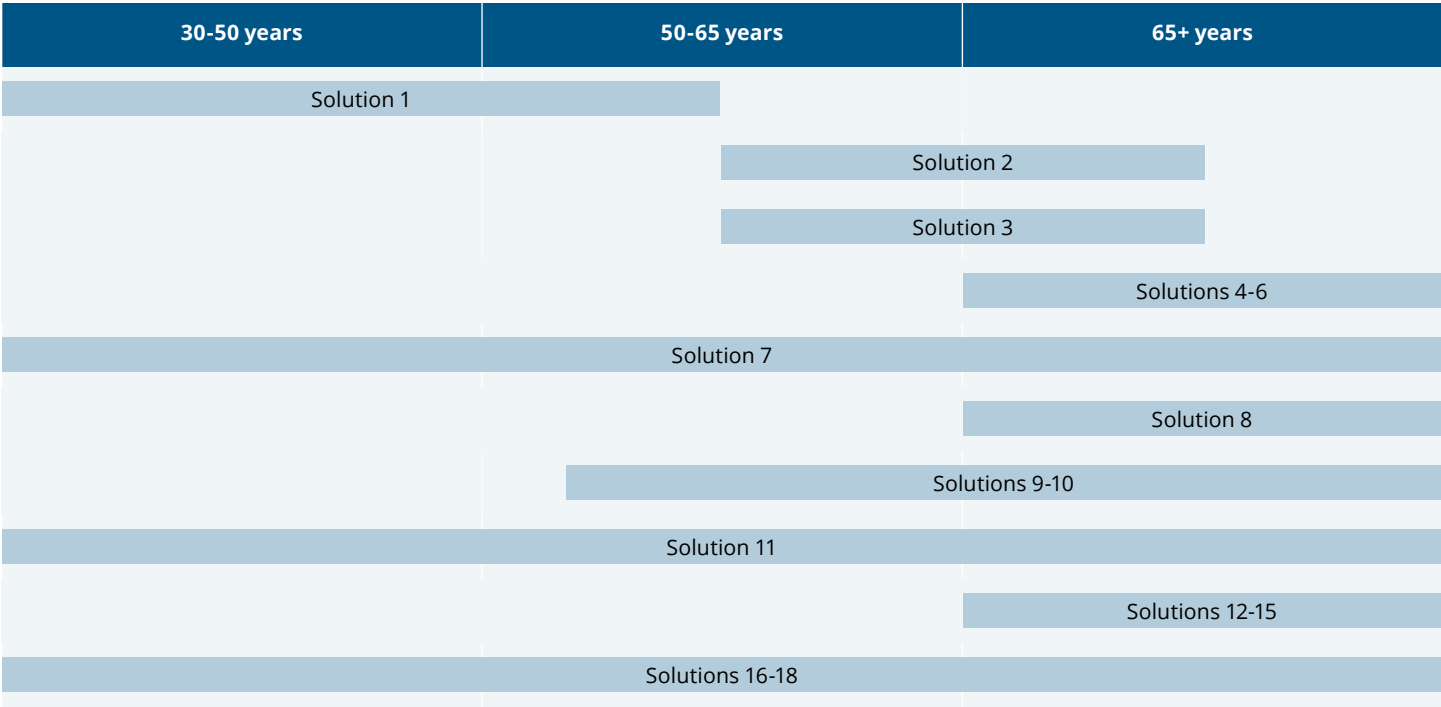 30-50 years
50-65 years
65+ years
Solution 1
Solution 2
Solution 3
Solutions 4-6
Solution 7
Solution 8
Solutions 9-10
Solution 11
Solutions 12-15
Solutions 16-18